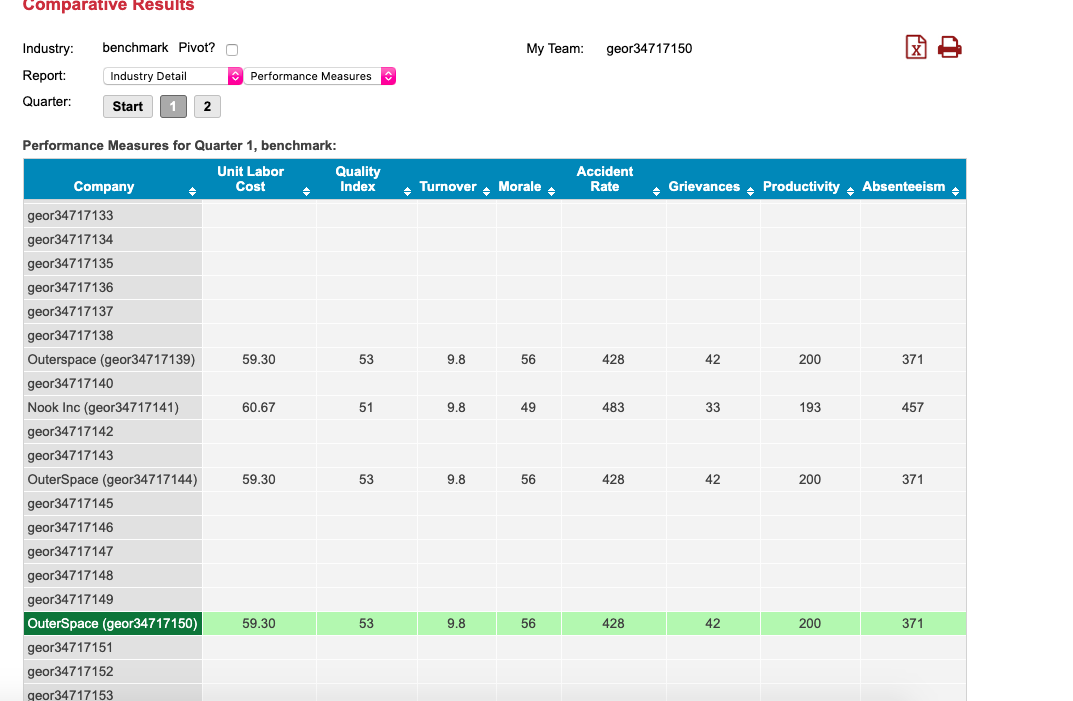 Comparative Results
Industry: benchmark Pivot? My Team: geor34717150
Report: Industry Detail Performance Measures
Quarter: Start 1 2
Performance Measures for Quarter 1, benchmark:
Company Unit Labor Cost Quality Index Turnover Morale Accident Rate Grievances Productivity Absenteeism
geor34717133
geor34717134
geor34717135
geor34717136
geor34717137
geor34717138
Outerspace (geor34717139) 59.30 53 9.8 56 428 42 200 371
geor34717140
Nook Inc (geor34717141) 60.67 51 9.8 49 483 33 193 457
geor34717142
geor34717143
OuterSpace (geor34717144) 59.30 53 9.8 56 428 42 200 371
geor34717145
geor34717146
geor34717147
geor34717148
geor34717149
OuterSpace (geor34717150) 59.30 53 9.8 56 428 42 200 371
geor34717151
geor34717152
geor34717153